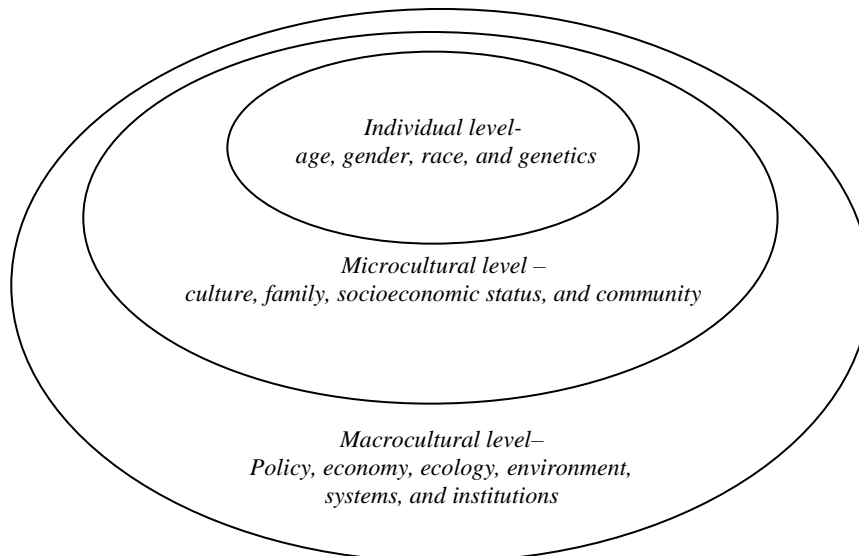 Individual level-
age, gender, race, and genetics
Microcultural level –
culture, family, socioeconomic status, and community
Macrocultural level–
Policy, economy, ecology, environment,
systems, and institutions